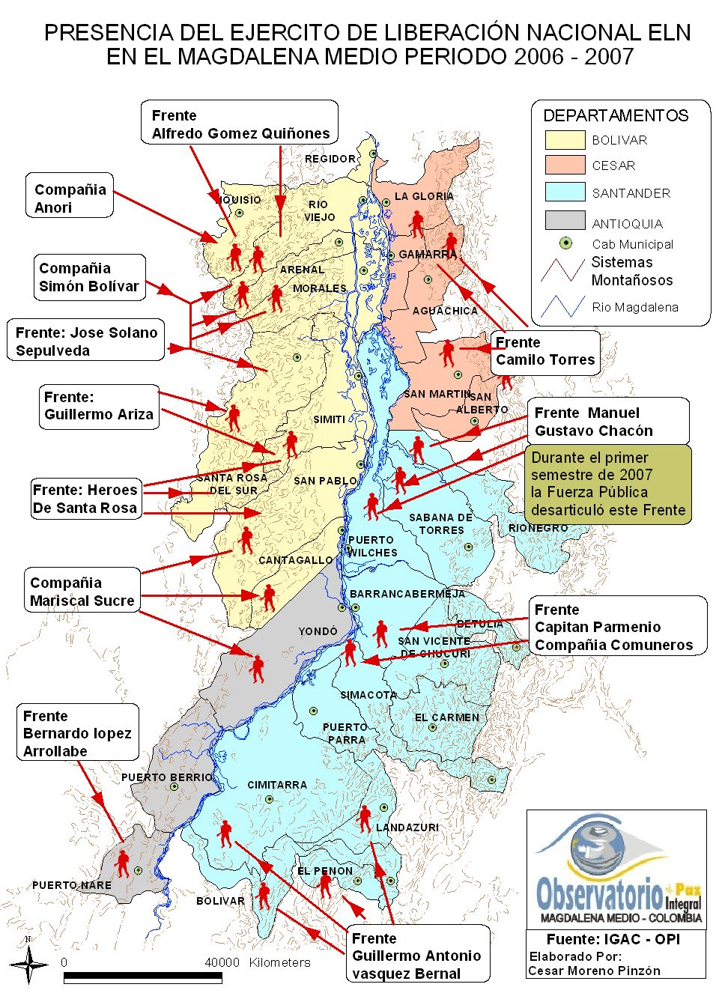 PRESENCIA DEL EJERCITO DE LIBERACIÓN NACIONAL ELN
EN EL MAGDALENA MEDIO PERIODO 2006 - 2007
Frente
Alfredo Gomez Quiñones
Compañia
Anori
Compañia
Simón Bolívar
Frente: Jose Solano
Sepulveda
Frente:
Guillermo Ariza
Frente: Heroes
De Santa Rosa
Compañia
Mariscal Sucre
Frente
Bernardo lopez
Arrollabe
DEPARTAMENTOS
BOLIVAR
CESAR
SANTANDER
ANTIOQUIA
Cab Municipal
Sistemas
Montañosos
Rio Magdalena
Frente
Camilo Torres
Frente Manuel
Gustavo Chacón
Durante el primer
semestre de 2007
la Fuerza Pública
desarticuló este Frente
Frente
Capitan Parmenio
Compañia Comuneros
Frente
Guillermo Antonio
vasquez Bernal
REGIDOR
NOUISIO
RIO
VIEJO
LA GLORIA
GAMARRA
ARENAL
MORALES
AGUACHICA
SAN MARTIN
SAN
ALBERTO
SIMITI
SANTA ROSA
DEL SUR
SAN PABLO
SABANA DE
TORRES
RIONEGRO
PUERTO
WILCHES
CANTAGALLO
BARRANCABERMEJA
YONDÓ
BETULIA
SAN VICENTE
DE CHUCURI
SIMACOTA
EL CARMEN
PUERTO
PARRA
PUERTO BERRIO
CIMITARRA
LANDAZURI
EL PENON
PUERTO NARE
BOLIVAR
N
0
40000 Kilometers
Observatorio
de Paz
Integral
MAGDALENA MEDIO - COLOMBIA
Fuente: IGAC - OPI
Elaborado Por:
Cesar Moreno Pinzón